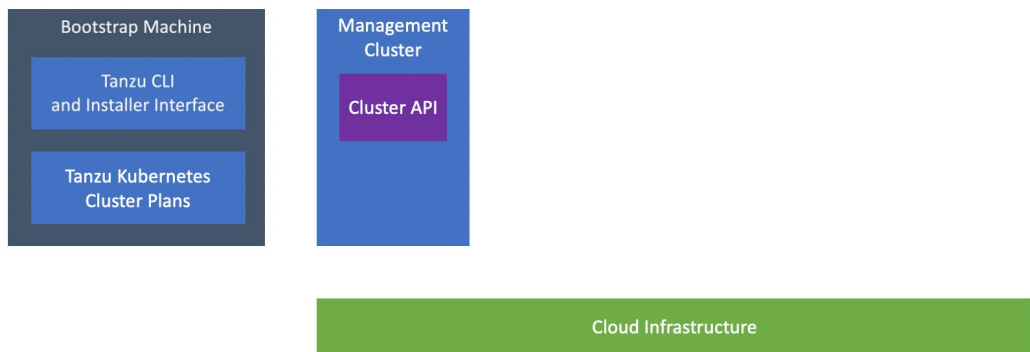 Bootstrap Machine
Tanzu CLI
and Installer Interface
Tanzu Kubernetes
Cluster Plans
Management
Cluster
Cluster API
Cloud Infrastructure